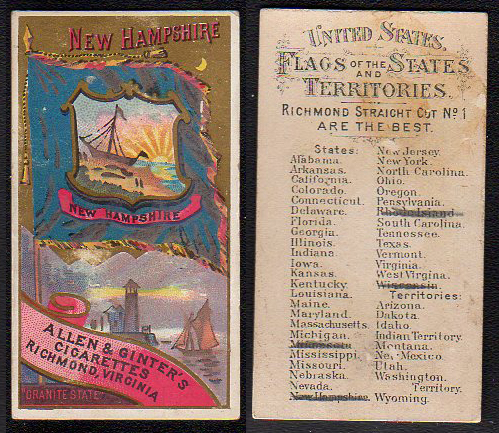 NEW HAMPSHIRE
NEW HAMPSHIRE
ALLEN & GINTER'S
CIGARETTES
RICHMOND, VIRGINIA
"GRANITE STATE"
UNITED STATES.
FLAGS OF THE STATES
AND
TERRITORIES.
RICHMOND STRAIGHT CUT Nº 1
ARE THE BEST.
States:
Alabama.
Arkansas.
California.
Colorado.
Connecticut.
Delaware.
Florida.
Georgia.
Illinois.
Indiana.
Iowa.
Kansas.
Kentucky.
Louisiana.
Maine.
Maryland.
Massachusetts.
Michigan.
Minnesota.
Mississippi.
Missouri.
Nebraska.
Nevada.
New Hampshire.
New Jersey.
New York.
North Carolina.
Ohio.
Oregon.
Pensylvania.
Rhode Island.
South Carolina.
Tennessee.
Texas.
Vermont.
Virginia.
West Virginia.
Wisconsin.
Territories:
Arizona.
Dakota.
Idaho.
Indian Territory.
Montana.
New Mexico.
Utah.
Washington.
Territory.
Wyoming.